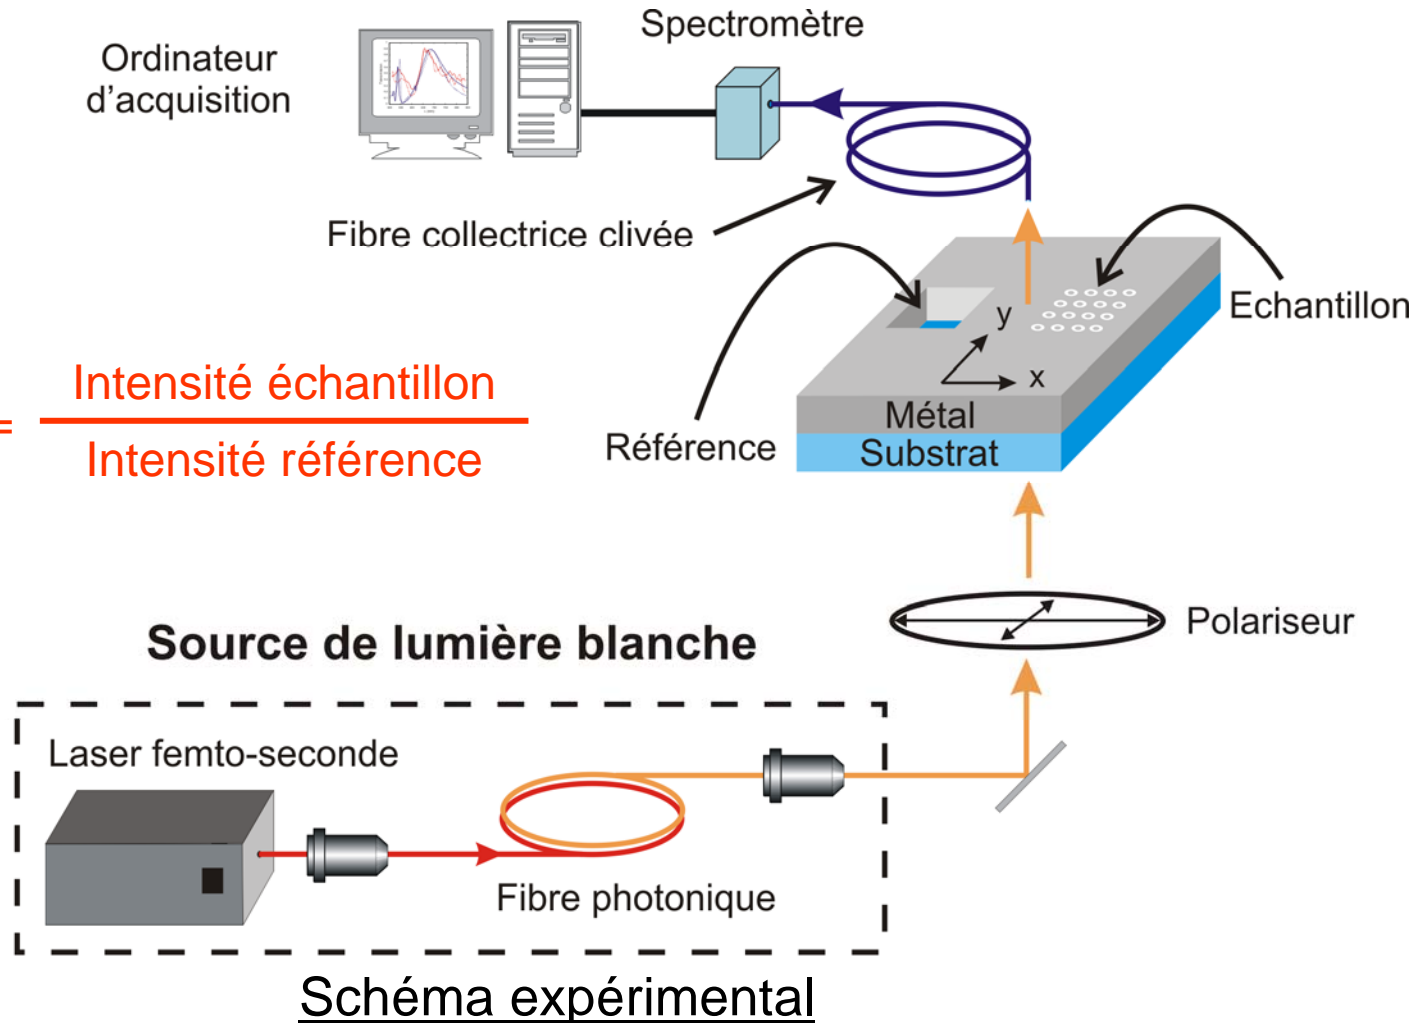 Spectromètre
Ordinateur
d'acquisition
Fibre collectrice clivée
Echantillon
y
x
Intensité échantillon
=
Intensité référence
Métal
Référence
Substrat
Polariseur
Source de lumière blanche
Laser femto-seconde
Fibre photonique
Schéma expérimental